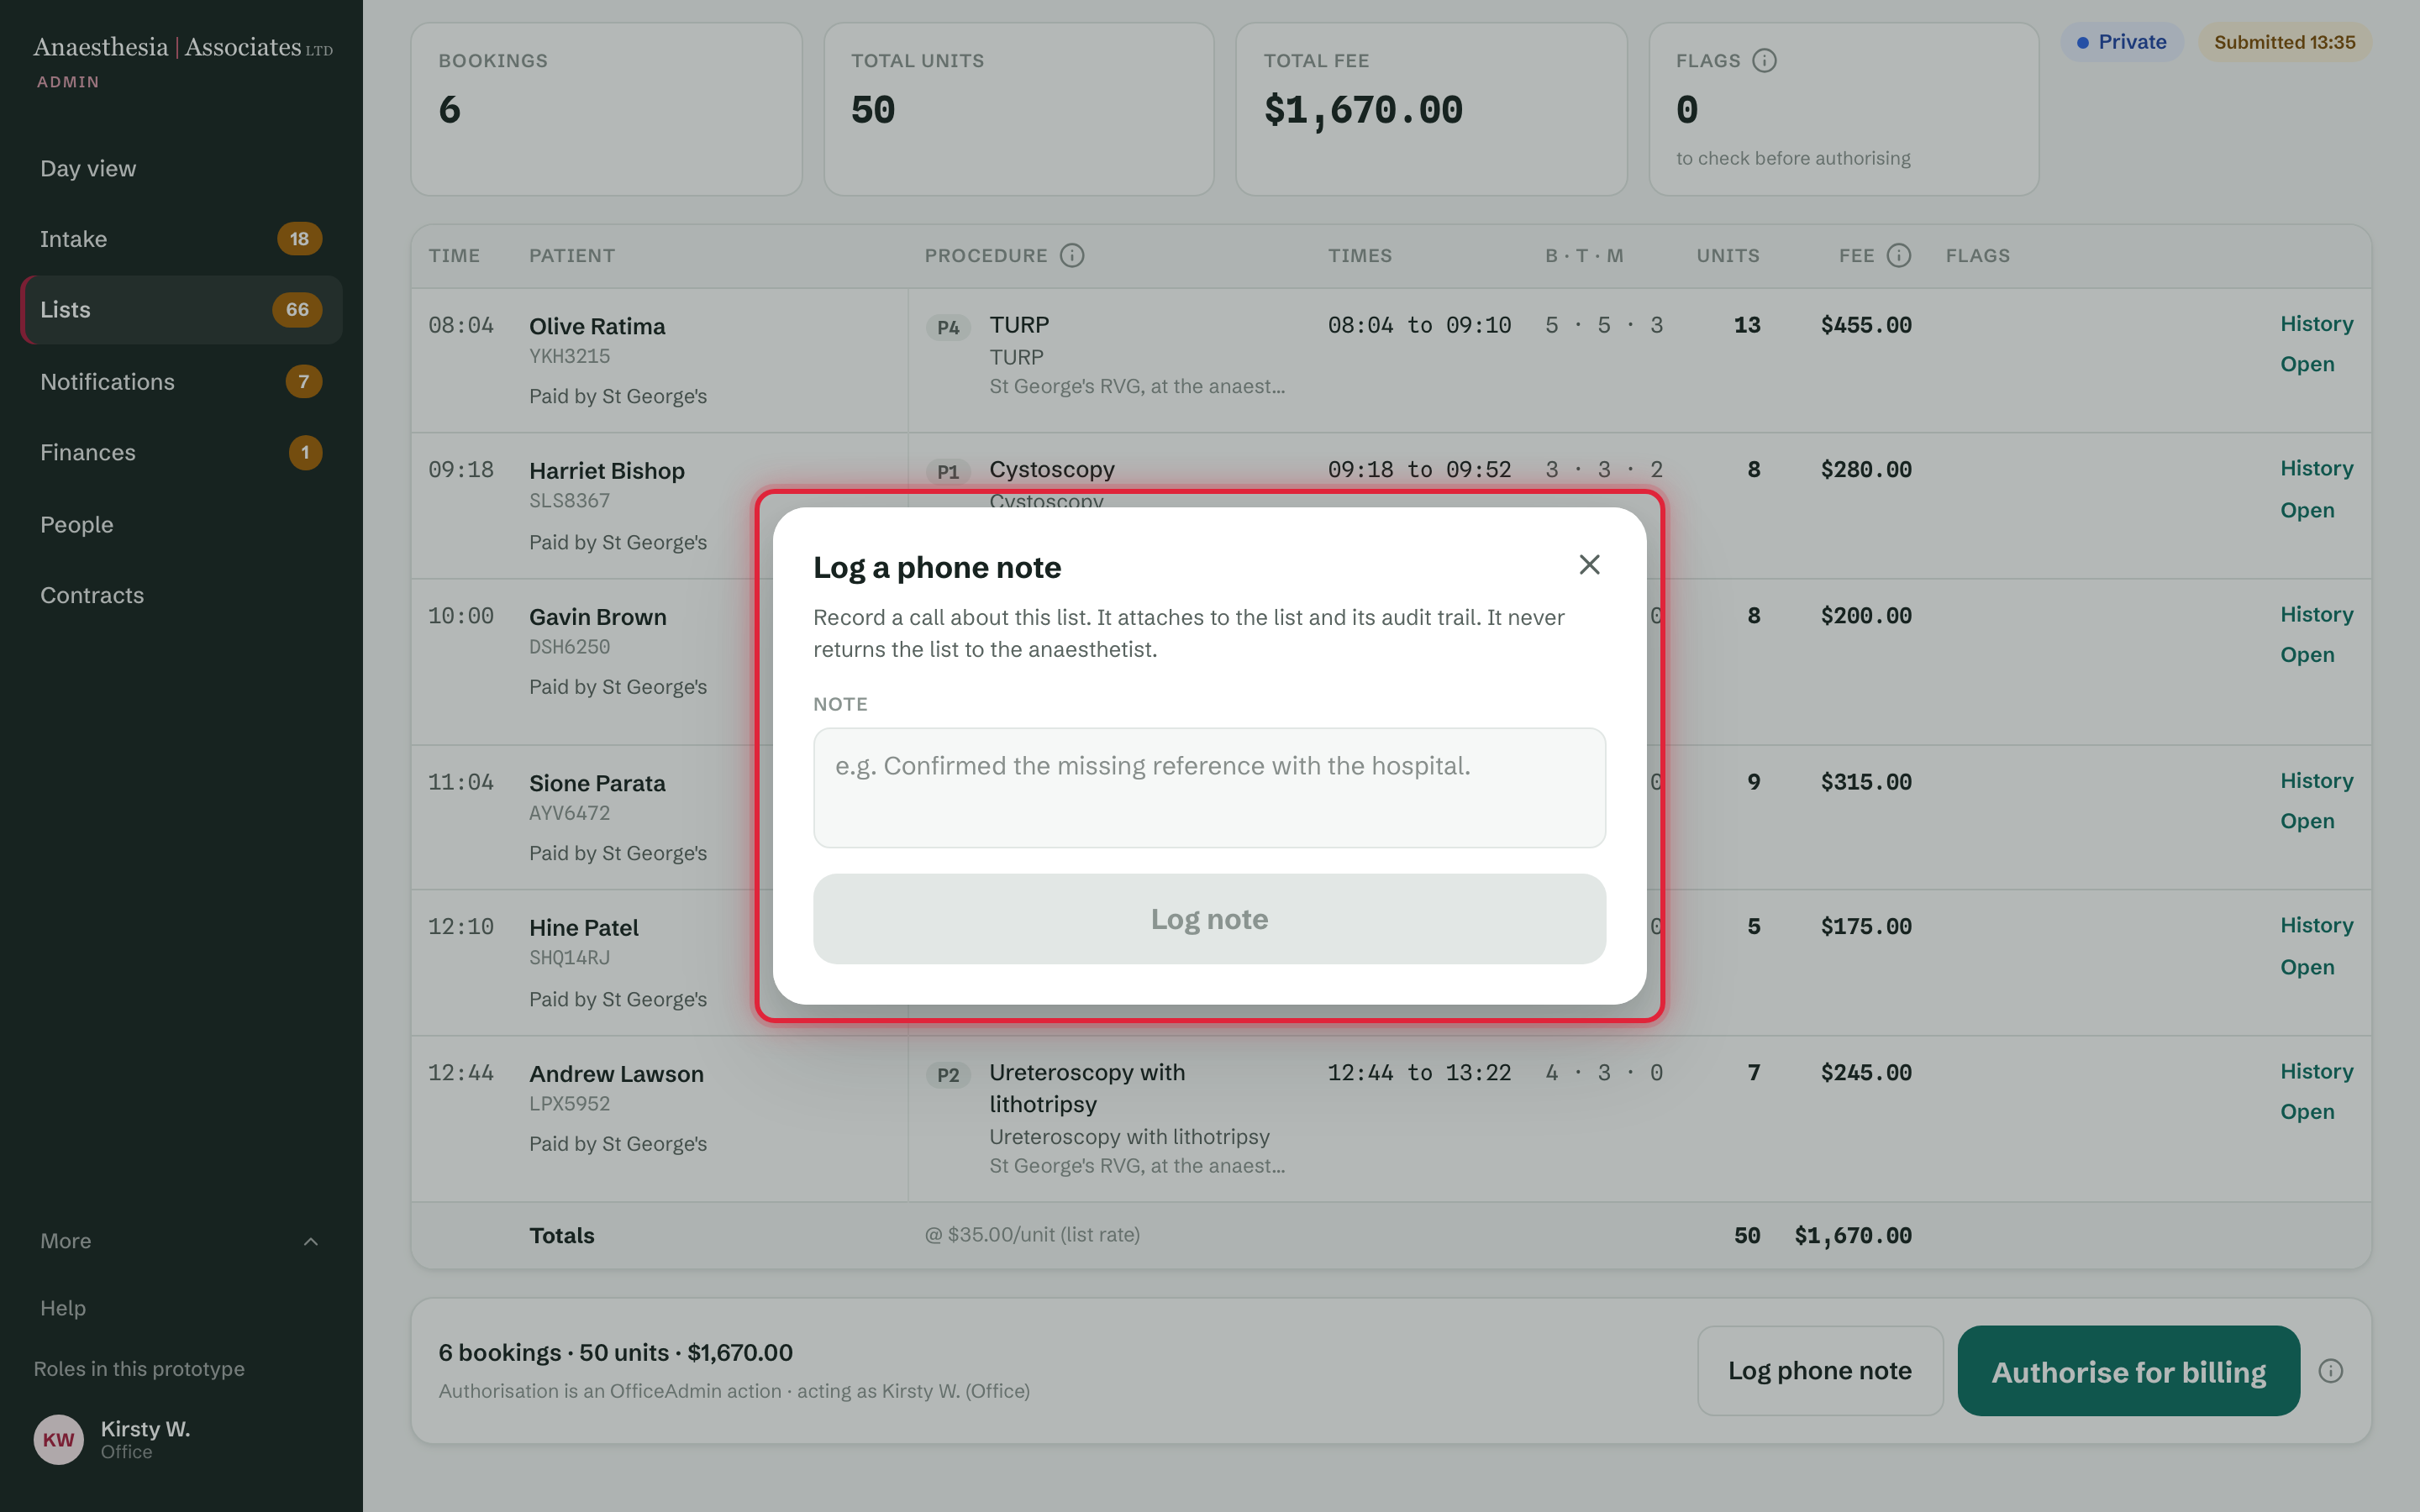 Anaesthesia | Associates LTD
ADMIN
Day view
Intake 18
Lists 66
Notifications 7
Finances 1
People
Contracts
More
Help
Roles in this prototype
KW
Kirsty W.
Office
BOOKINGS
6
TOTAL UNITS
50
TOTAL FEE
$1,670.00
FLAGS
0
to check before authorising
Private
Submitted 13:35
TIME PATIENT PROCEDURE TIMES B · T · M UNITS FEE FLAGS
08:04 Olive Ratima P4 TURP 08:04 to 09:10 5 · 5 · 3 13 $455.00 History
YKH3215 TURP Open
Paid by St George's St George's RVG, at the anaest...
09:18 Harriet Bishop P1 Cystoscopy 09:18 to 09:52 3 · 3 · 2 8 $280.00 History
SLS8367 Cystoscopy Open
Paid by St George's
10:00 Gavin Brown 0 8 $200.00 History
DSH6250 Open
Paid by St George's
11:04 Sione Parata 0 9 $315.00 History
AYV6472 Open
Paid by St George's
12:10 Hine Patel 0 5 $175.00 History
SHQ14RJ Open
Paid by St George's
12:44 Andrew Lawson P2 Ureteroscopy with 12:44 to 13:22 4 · 3 · 0 7 $245.00 History
LPX5952 lithotripsy Open
Paid by St George's Ureteroscopy with lithotripsy
St George's RVG, at the anaest...
Totals @ $35.00/unit (list rate) 50 $1,670.00
Log a phone note
Record a call about this list. It attaches to the list and its audit trail. It never
returns the list to the anaesthetist.
NOTE
e.g. Confirmed the missing reference with the hospital.
Log note
6 bookings · 50 units · $1,670.00
Authorisation is an OfficeAdmin action · acting as Kirsty W. (Office)
Log phone note
Authorise for billing